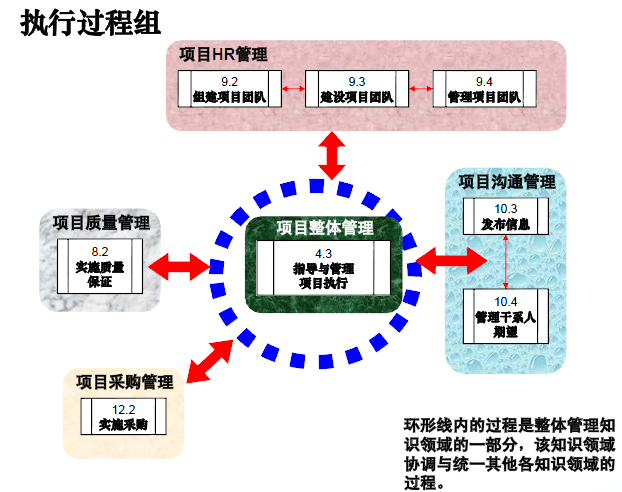 执行过程组
项目HR管理
9.2
组建项目团队
9.3
建设项目团队
9.4
管理项目团队
项目沟通管理
10.3
发布信息
10.4
管理干系人
期望
项目质量管理
8.2
实施质量
保证
项目整体管理
4.3
指导与管理
项目执行
项目采购管理
12.2
实施采购
环形线内的过程是整体管理知
识领域的一部分，该知识领域
协调与统一其他各知识领域的
过程。